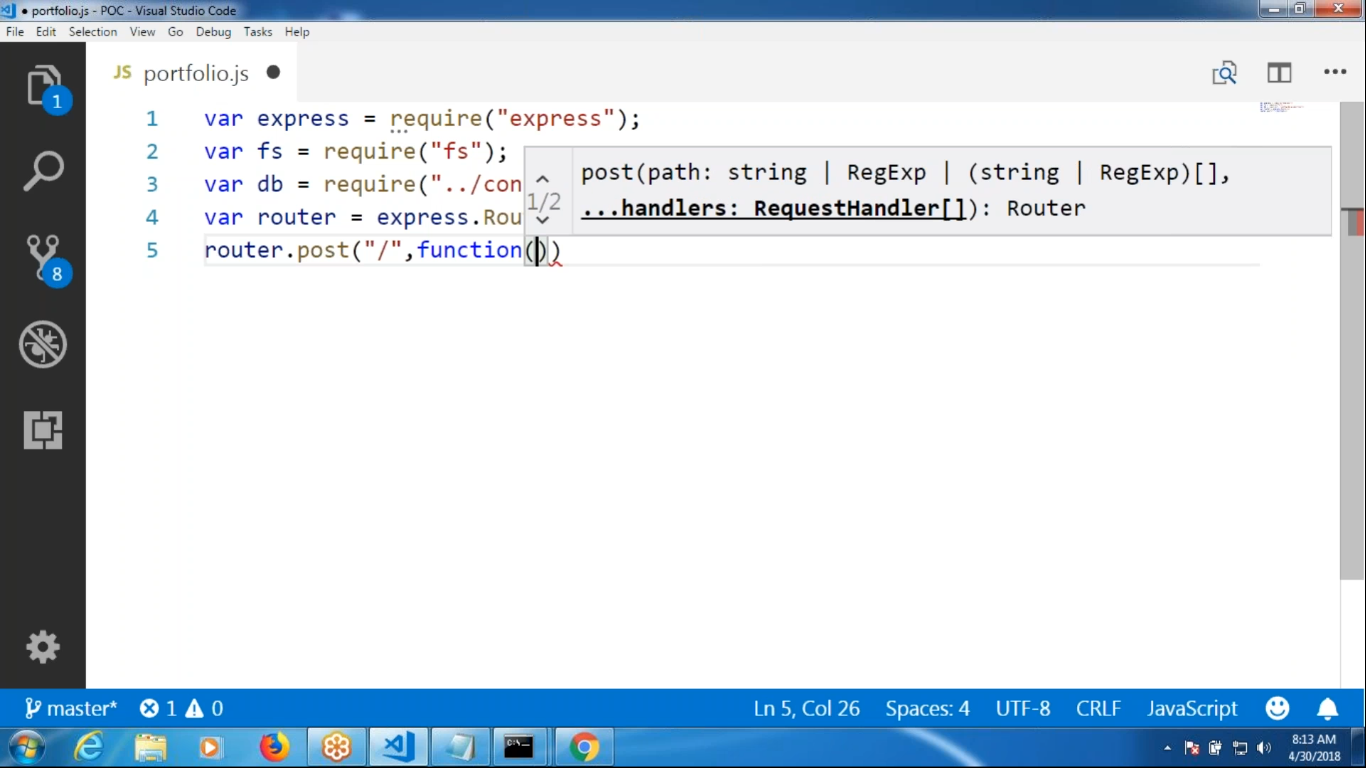 ● portfolio.js - POC - Visual Studio Code
File Edit Selection View Go Debug Tasks Help
JS portfolio.js ●
1
1 var express = require("express");
2 var fs = require("fs");
3 var db = require("../con
4 var router = express.Rou
5 router.post("/",function())
1/2
post(path: string | RegExp | (string | RegExp)[],
...handlers: RequestHandler[]): Router
8
master* 1 0 Ln 5, Col 26 Spaces: 4 UTF-8 CRLF JavaScript
8:13 AM
4/30/2018